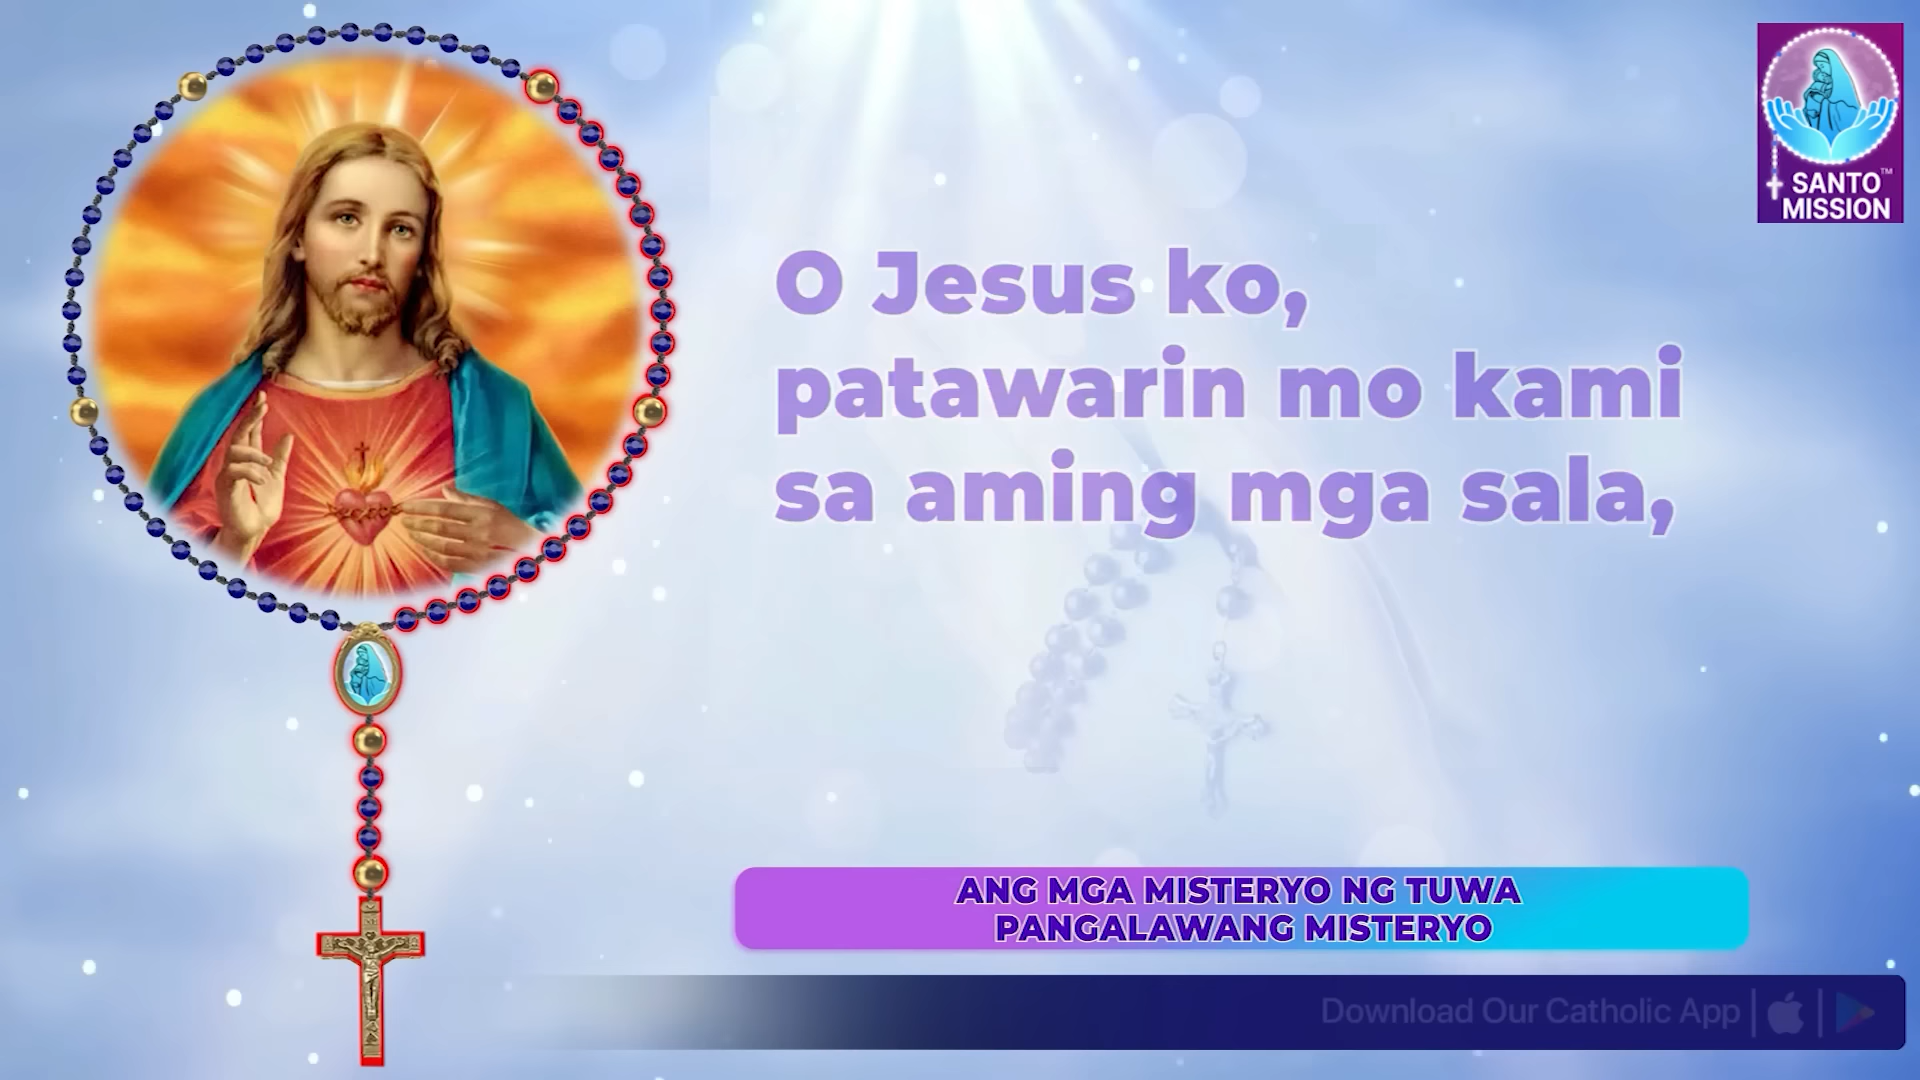 SANTO™
MISSION
O Jesus ko,
patawarin mo kami
sa aming mga sala,
ANG MGA MISTERYO NG TUWA
PANGALAWANG MISTERYO
Download Our Catholic App